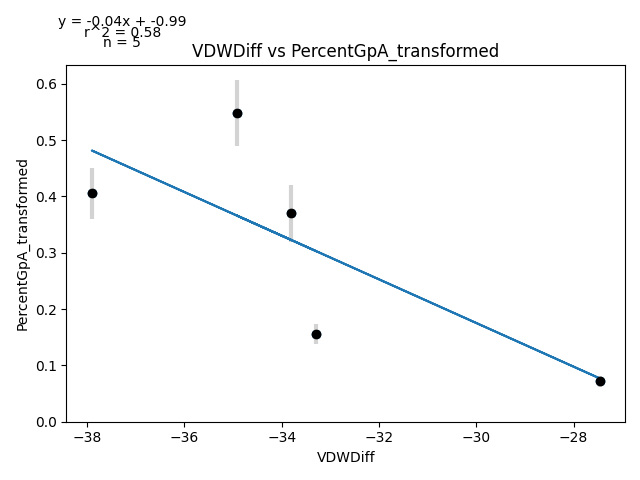 y = -0.04x + -0.99
r^2 = 0.58
n = 5
VDWDiff vs PercentGpA_transformed
PercentGpA_transformed
0.6
0.5
0.4
0.3
0.2
0.1
0.0
−38
−36
−34
−32
−30
−28
VDWDiff